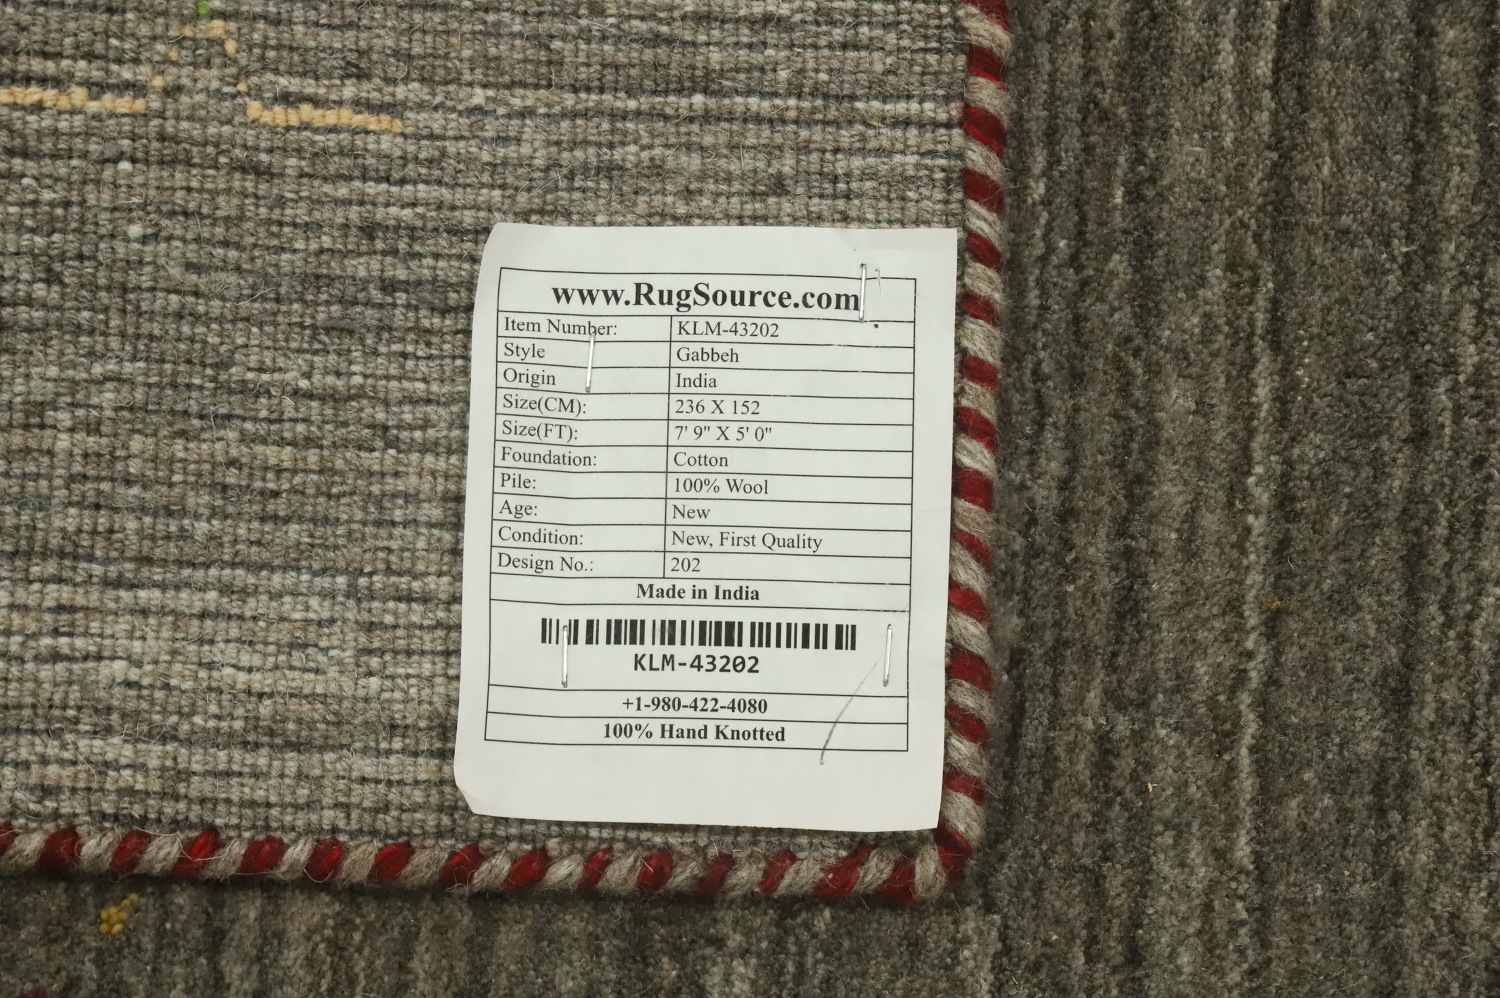 www.RugSource.com
Item Number: KLM-43202
Style Gabbeh
Origin India
Size(CM): 236 X 152
Size(FT): 7' 9" X 5' 0"
Foundation: Cotton
Pile: 100% Wool
Age: New
Condition: New, First Quality
Design No.: 202
Made in India
KLM-43202
+1-980-422-4080
100% Hand Knotted